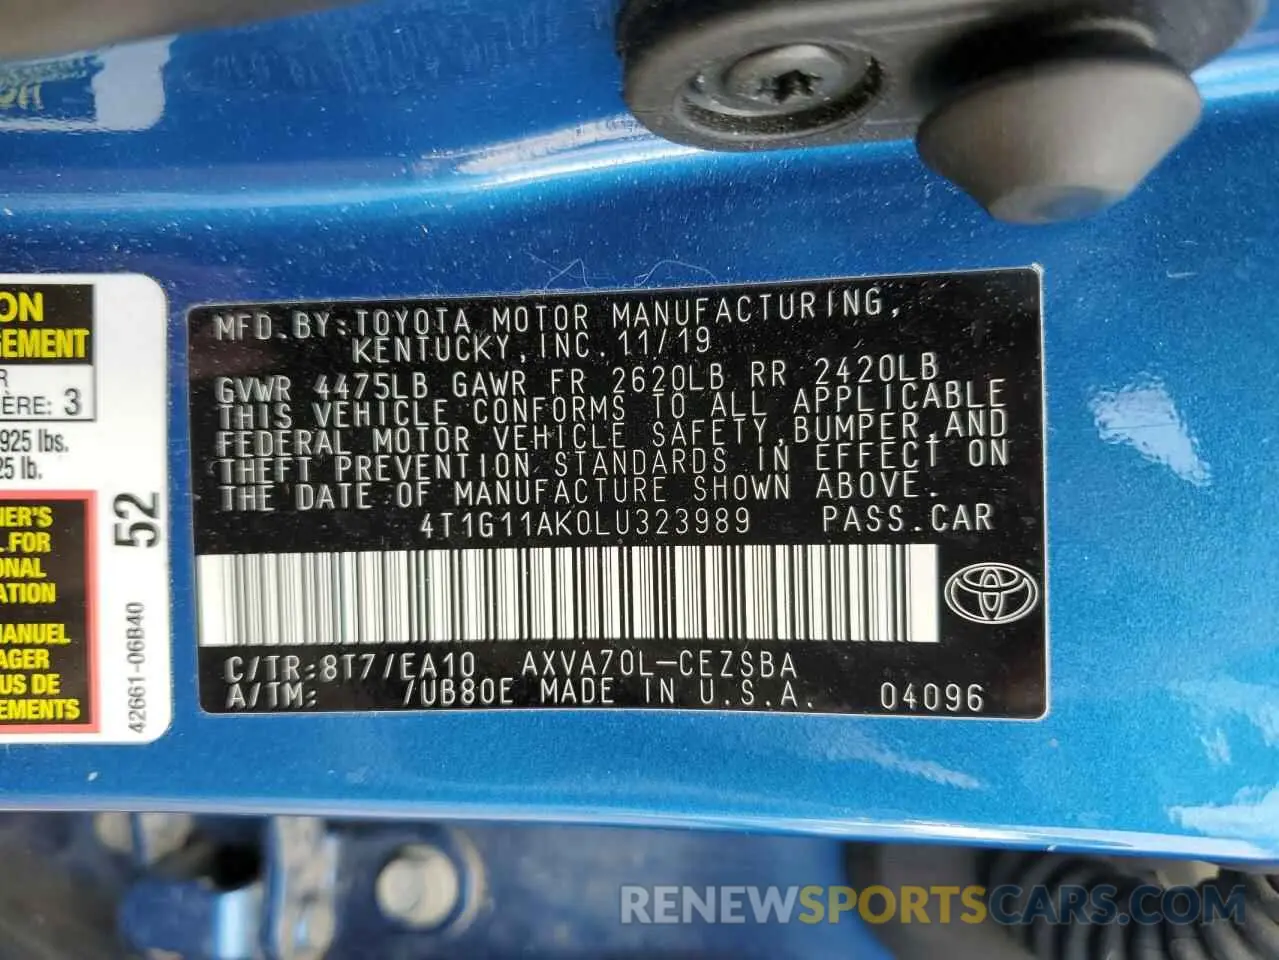 MFD.BY:TOYOTA MOTOR MANUFACTURING,
KENTUCKY,INC.11/19
GVWR 4475LB GAWR FR 2620LB RR 2420LB
THIS VEHICLE CONFORMS TO ALL APPLICABLE
FEDERAL MOTOR VEHICLE SAFETY,BUMPER,AND
THEFT PREVENTION STANDARDS IN EFFECT ON
THE DATE OF MANUFACTURE SHOWN ABOVE.
4T1G11AK0LU323989 PASS.CAR
C/TR:8T7/EA10 AXVA70L-CEZSBA
A/TM: /UB80E MADE IN U.S.A. 04096
ON
GEMENT
R
IÈRE: 3
925 lbs.
25 lb.
NER'S
L FOR
ONAL
ATION
MANUEL
AGER
US DE
EMENTS
52
42661-06B40
RENEWSPORTSCARS.COM